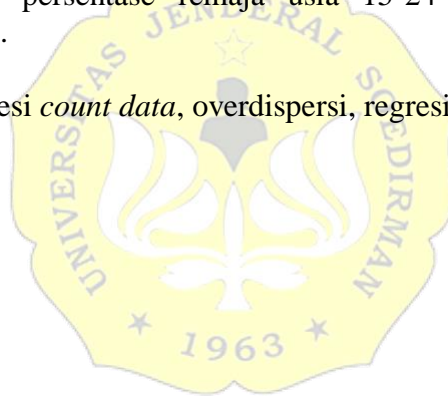 persentase remaja usia 15-24
.
esi count data, overdispersi, regresi
UNIVERSITAS JENDERAL SOEDIRMAN
* 1963 *